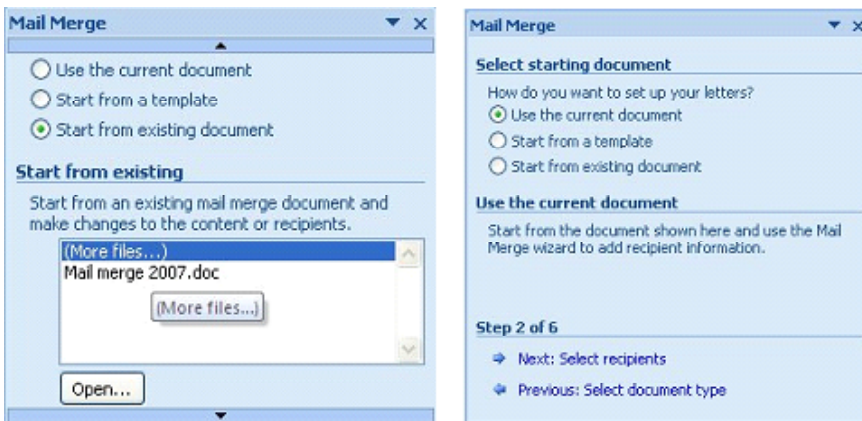 Mail Merge
Use the current document
Start from a template
Start from existing document
Start from existing
Start from an existing mail merge document and
make changes to the content or recipients.
(More files...)
Mail merge 2007.doc
(More files...)
Open...
Mail Merge
Select starting document
How do you want to set up your letters?
Use the current document
Start from a template
Start from existing document
Use the current document
Start from the document shown here and use the Mail
Merge wizard to add recipient information.
Step 2 of 6
Next: Select recipients
Previous: Select document type